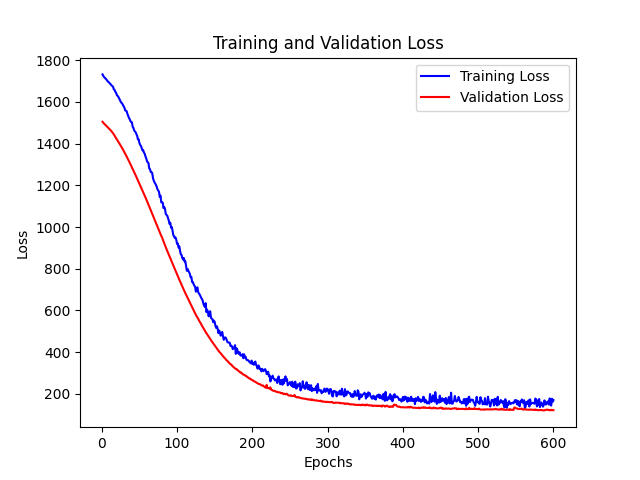 Training and Validation Loss
Training Loss
Validation Loss
1800
1600
1400
1200
1000
800
600
400
200
Loss
0 100 200 300 400 500 600
Epochs